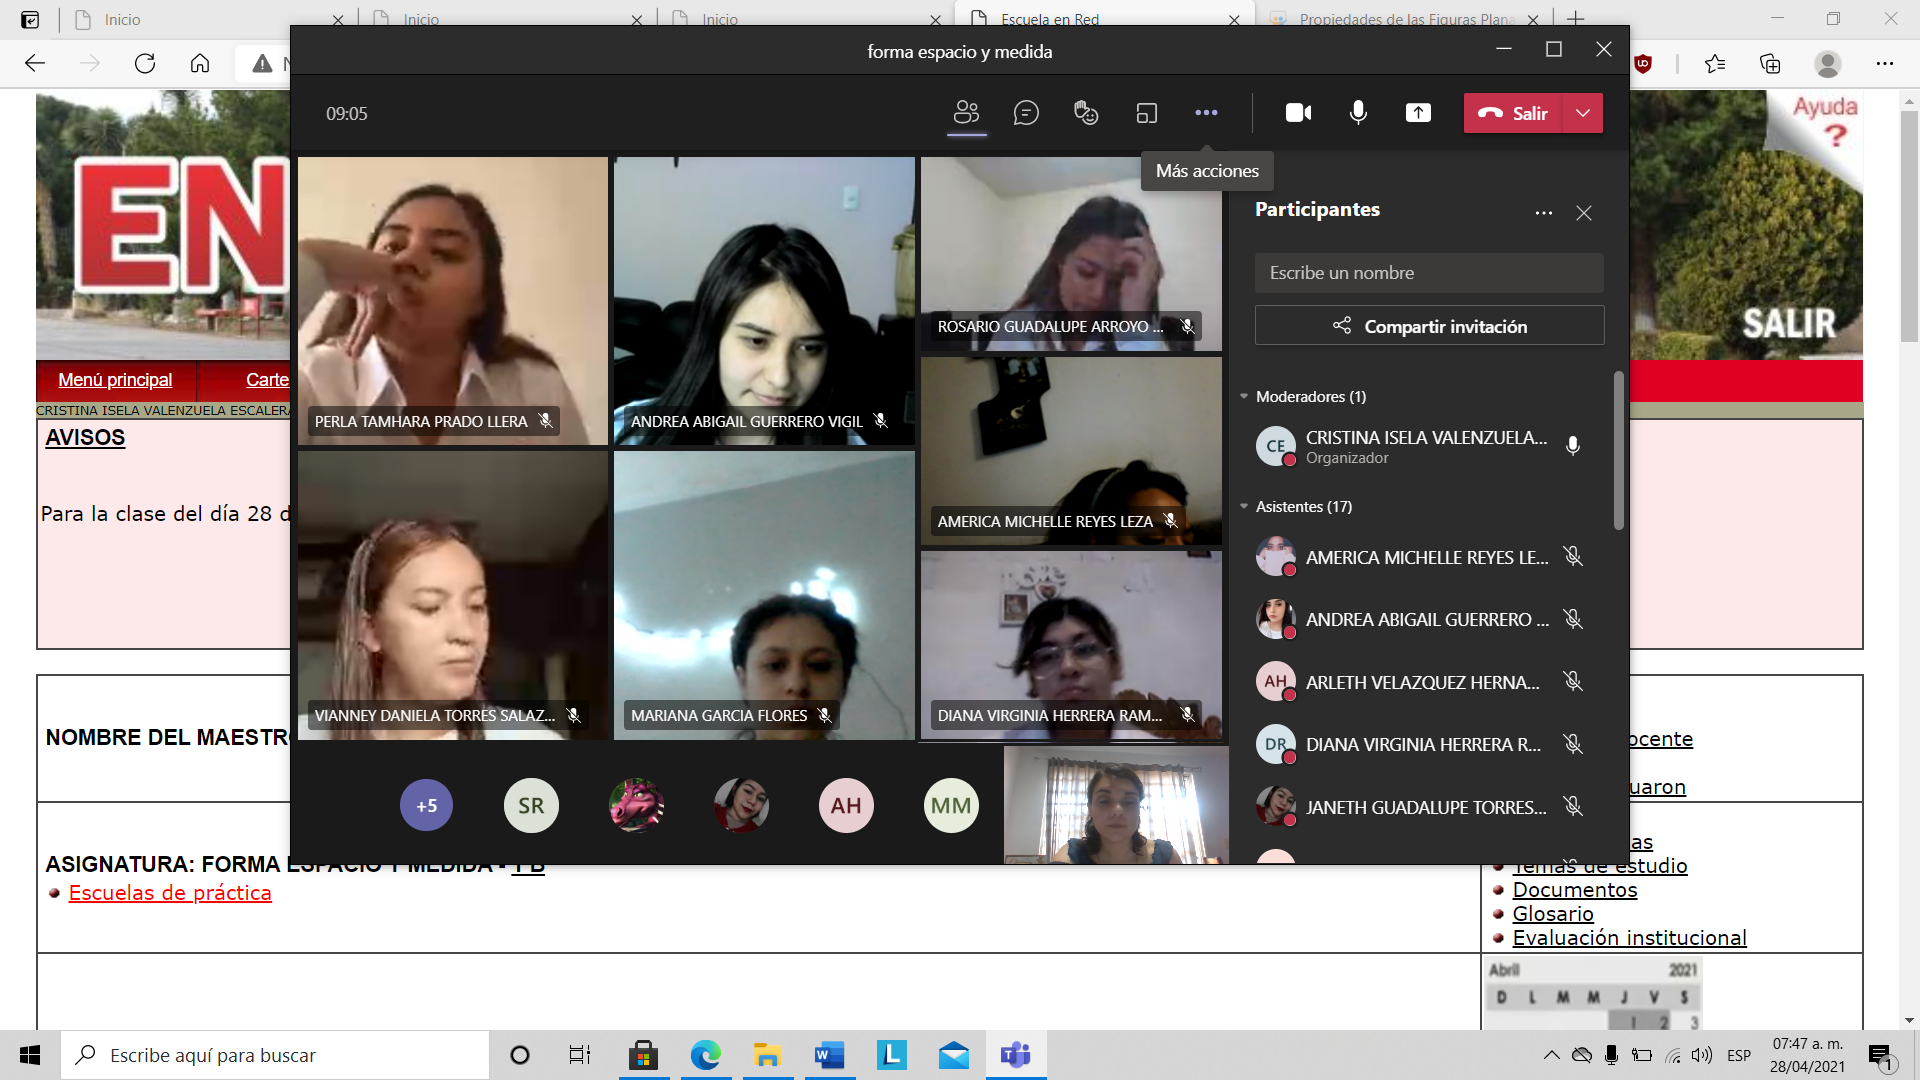 Inicio
Inicio
Inicio
Escuela en Red
Propiedades de las Figuras Plana
forma espacio y medida
09:05
Salir
Más acciones
Ayuda
?
EN
SALIR
Menú principal
Carte
CRISTINA ISELA VALENZUELA ESCALERA
AVISOS
Para la clase del día 28 d
NOMBRE DEL MAESTRO
ASIGNATURA: FORMA ESPACIO Y MEDIDA - 1°B
Escuelas de práctica
PERLA TAMHARA PRADO LLERA
ANDREA ABIGAIL GUERRERO VIGIL
ROSARIO GUADALUPE ARROYO ...
AMERICA MICHELLE REYES LEZA
VIANNEY DANIELA TORRES SALAZ...
MARIANA GARCIA FLORES
DIANA VIRGINIA HERRERA RAM...
+5
SR
AH
MM
Participantes
Escribe un nombre
Compartir invitación
Moderadores (1)
CE
CRISTINA ISELA VALENZUELA...
Organizador
Asistentes (17)
AMERICA MICHELLE REYES LE...
ANDREA ABIGAIL GUERRERO ...
AH
ARLETH VELAZQUEZ HERNA...
DR
DIANA VIRGINIA HERRERA R...
JANETH GUADALUPE TORRES...
ocente
uaron
as
Temas de estudio
Documentos
Glosario
Evaluación institucional
Abril 2021
D L M M J V S
1 2 3
Escribe aquí para buscar
ESP
07:47 a. m.
28/04/2021
1